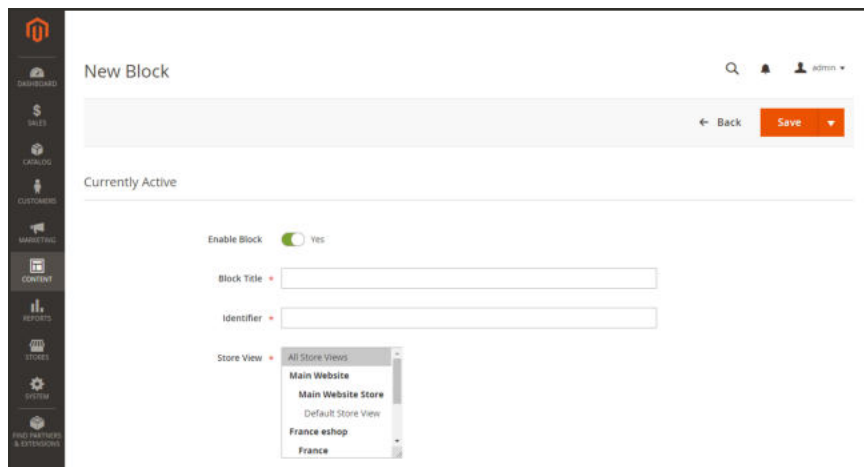 New Block
admin
DASHBOARD
SALES
CATALOG
CUSTOMERS
MARKETING
CONTENT
REPORTS
STORES
SYSTEM
FIND PARTNERS
& EXTENSIONS
← Back
Save
Currently Active
Enable Block
Yes
Block Title *
Identifier *
Store View *
All Store Views
Main Website
Main Website Store
Default Store View
France eshop
France